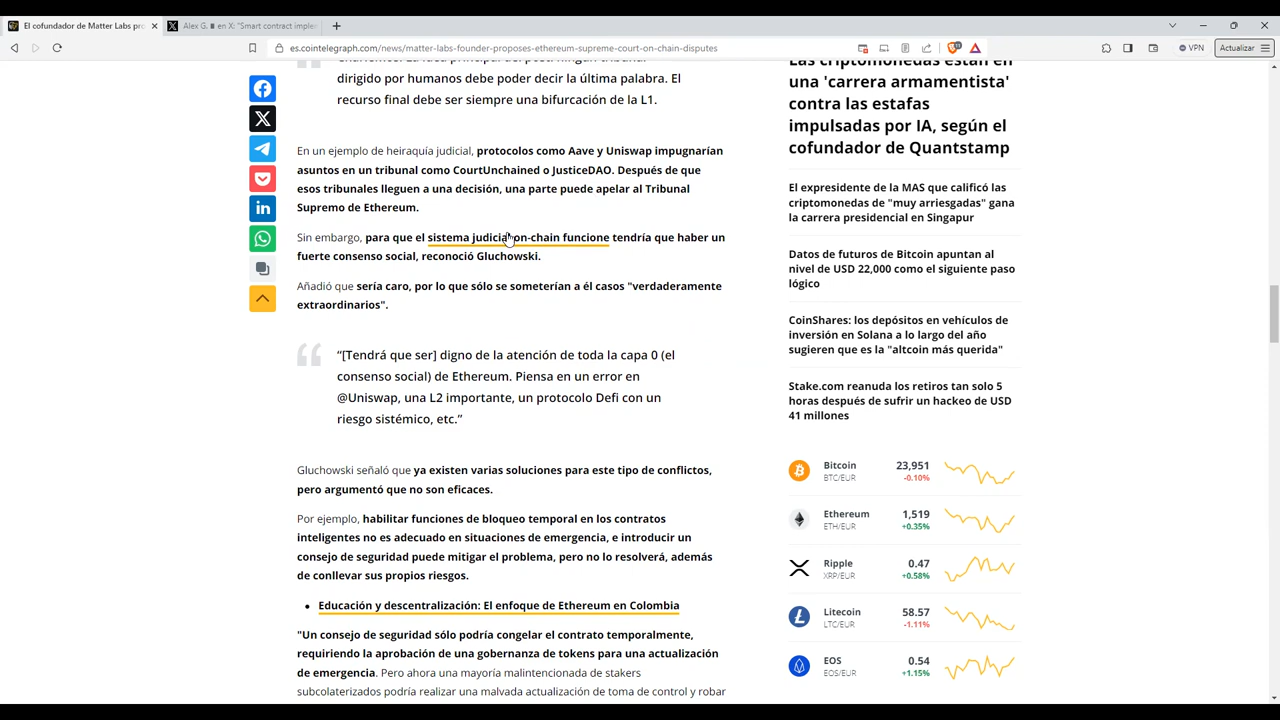 El cofundador de Matter Labs pro
Alex G. ∎ en X: "Smart contract implem
es.cointelegraph.com/news/matter-labs-founder-proposes-ethereum-supreme-court-on-chain-disputes
VPN
Actualizar
dirigido por humanos debe poder decir la última palabra. El
recurso final debe ser siempre una bifurcación de la L1.
En un ejemplo de heiraquía judicial, protocolos como Aave y Uniswap impugnarían
asuntos en un tribunal como CourtUnchained o JusticeDAO. Después de que
esos tribunales lleguen a una decisión, una parte puede apelar al Tribunal
Supremo de Ethereum.
Sin embargo, para que el sistema judicial on-chain funcione tendría que haber un
fuerte consenso social, reconoció Gluchowski.
Añadió que sería caro, por lo que sólo se someterían a él casos "verdaderamente
extraordinarios".
“[Tendrá que ser] digno de la atención de toda la capa 0 (el
consenso social) de Ethereum. Piensa en un error en
@Uniswap, una L2 importante, un protocolo Defi con un
riesgo sistémico, etc.”
Gluchowski señaló que ya existen varias soluciones para este tipo de conflictos,
pero argumentó que no son eficaces.
Por ejemplo, habilitar funciones de bloqueo temporal en los contratos
inteligentes no es adecuado en situaciones de emergencia, e introducir un
consejo de seguridad puede mitigar el problema, pero no lo resolverá, además
de conllevar sus propios riesgos.
Educación y descentralización: El enfoque de Ethereum en Colombia
"Un consejo de seguridad sólo podría congelar el contrato temporalmente,
requiriendo la aprobación de una gobernanza de tokens para una actualización
de emergencia. Pero ahora una mayoría malintencionada de stakers
subcolaterizados podría realizar una malvada actualización de toma de control y robar
Las criptomonedas están en
una 'carrera armamentista'
contra las estafas
impulsadas por IA, según el
cofundador de Quantstamp
El expresidente de la MAS que calificó las
criptomonedas de "muy arriesgadas" gana
la carrera presidencial en Singapur
Datos de futuros de Bitcoin apuntan al
nivel de USD 22,000 como el siguiente paso
lógico
CoinShares: los depósitos en vehículos de
inversión en Solana a lo largo del año
sugieren que es la "altcoin más querida"
Stake.com reanuda los retiros tan solo 5
horas después de sufrir un hackeo de USD
41 millones
Bitcoin 23,951
BTC/EUR -0.10%
Ethereum 1,519
ETH/EUR +0.35%
Ripple 0.47
XRP/EUR +0.58%
Litecoin 58.57
LTC/EUR -1.11%
EOS 0.54
EOS/EUR +1.15%